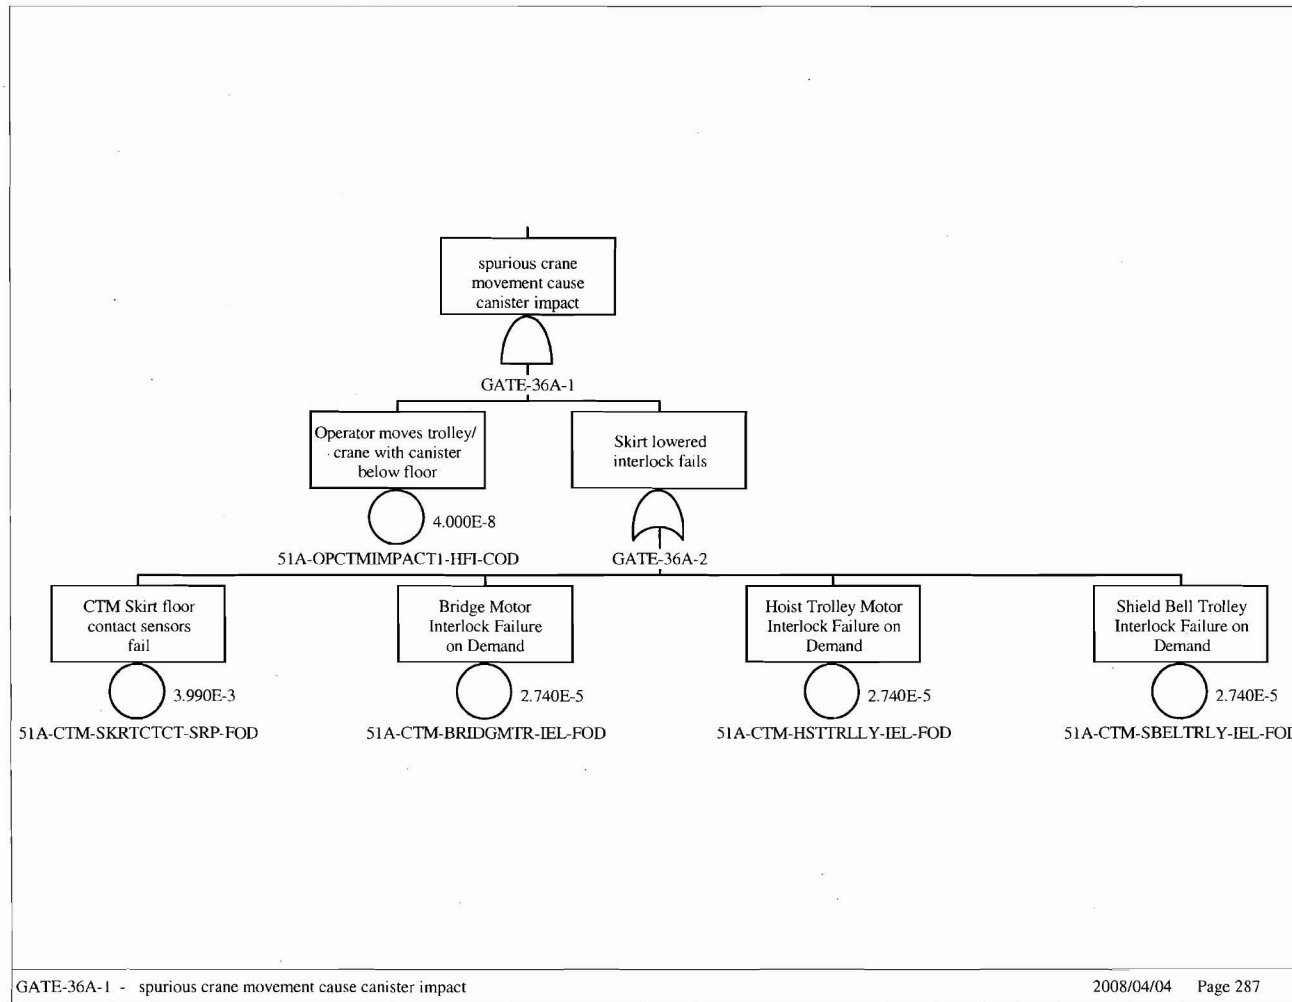 spurious crane
movement cause
canister impact
GATE-36A-1
Operator moves trolley/
crane with canister
below floor
Skirt lowered
interlock fails
4.000E-8
51A-OPCTMIMPACT1-HFI-COD
GATE-36A-2
CTM Skirt floor
contact sensors
fail
Bridge Motor
Interlock Failure
on Demand
Hoist Trolley Motor
Interlock Failure on
Demand
Shield Bell Trolley
Interlock Failure on
Demand
3.990E-3
2.740E-5
2.740E-5
2.740E-5
51A-CTM-SKRTCTCT-SRP-FOD
51A-CTM-BRIDGMTR-IEL-FOD
51A-CTM-HSTTRLLY-IEL-FOD
51A-CTM-SBELTRLY-IEL-FOD
GATE-36A-1 - spurious crane movement cause canister impact
2008/04/04 Page 287